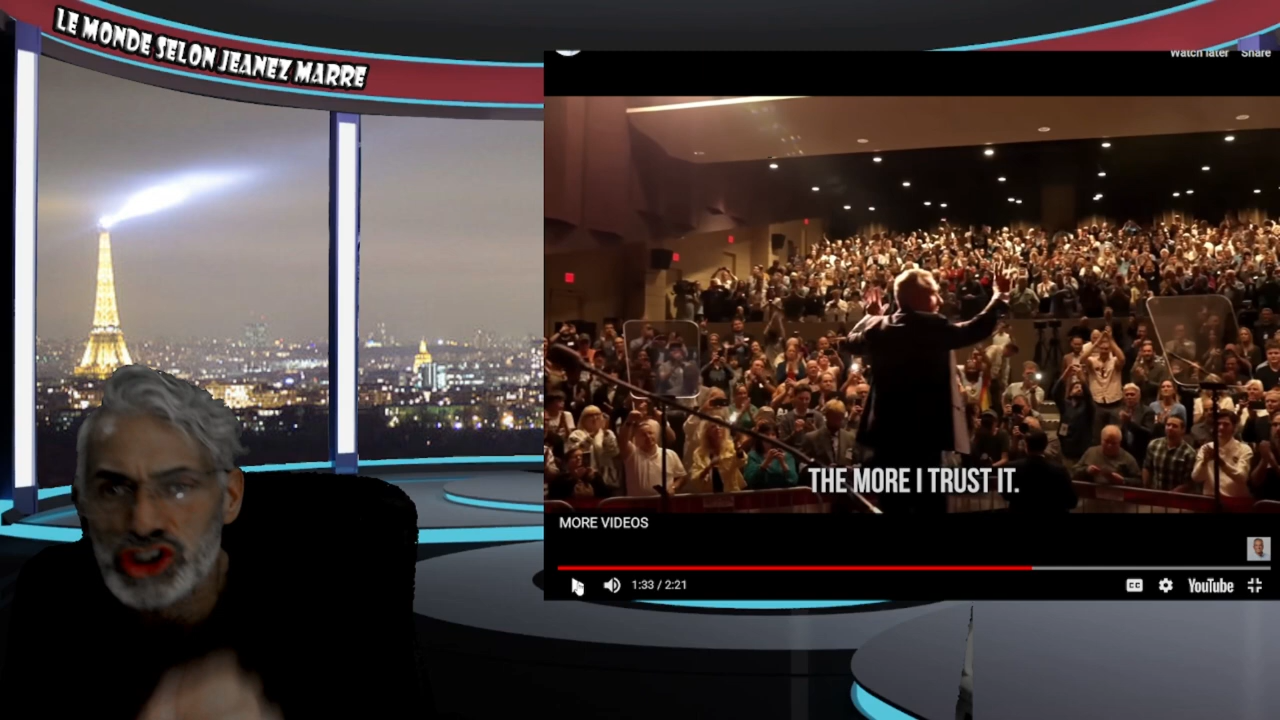 LE MONDE SELON JEANEZ MARRE
Watch later Share
THE MORE I TRUST IT.
MORE VIDEOS
1:33 / 2:21
CC
YouTube